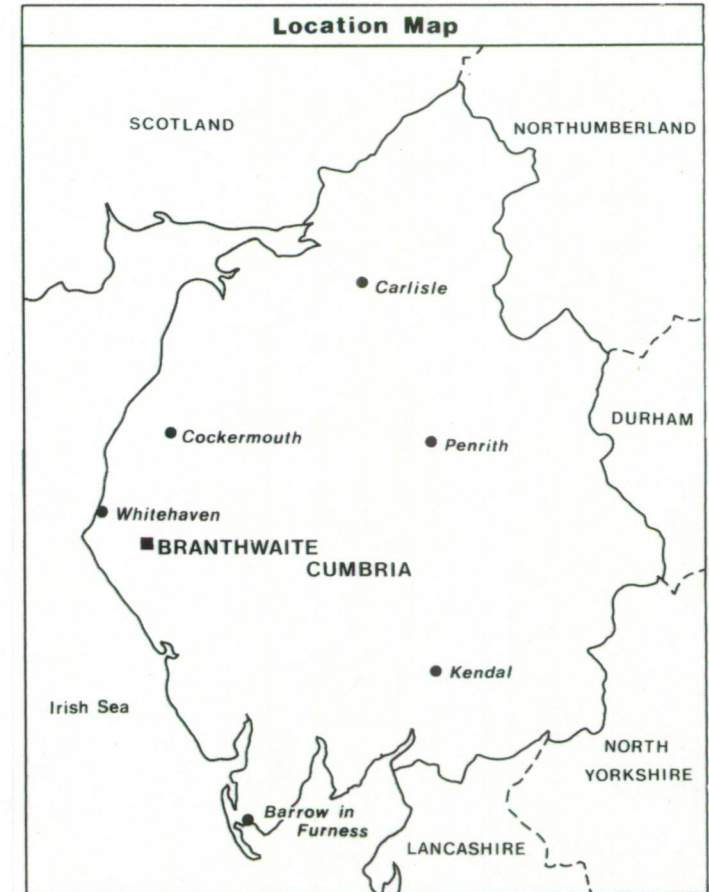 Location Map
SCOTLAND
NORTHUMBERLAND
Carlisle
DURHAM
Cockermouth
Penrith
Whitehaven
BRANTHWAITE
CUMBRIA
Kendal
Irish Sea
NORTH
YORKSHIRE
Barrow in
Furness
LANCASHIRE